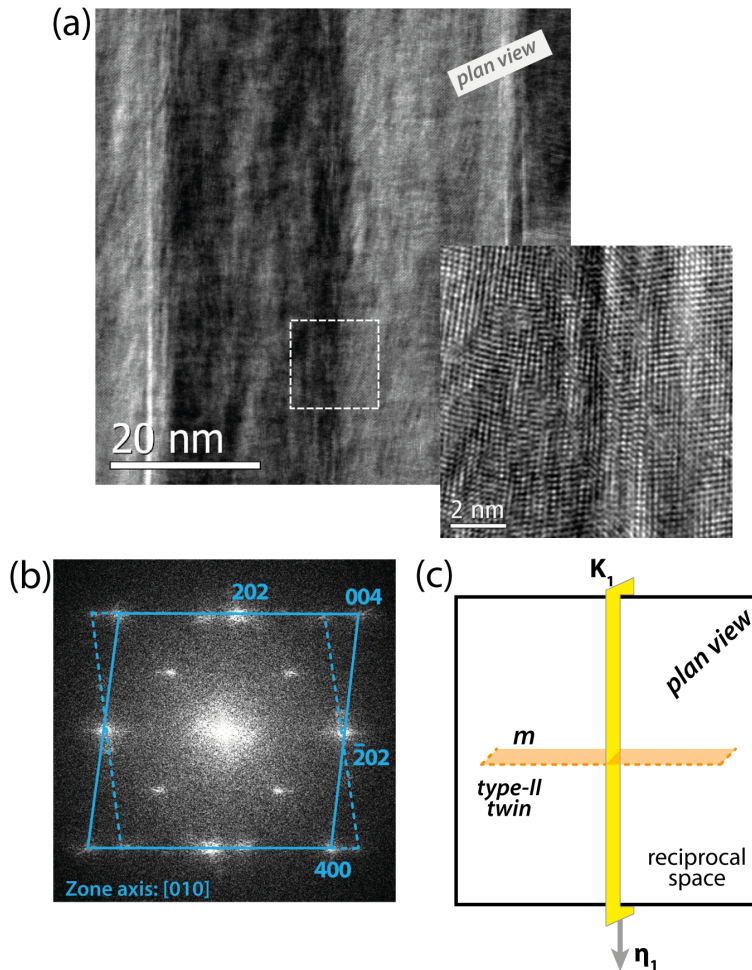 (a)
plan view
20 nm
2 nm
(b)
202
004
2̄02
400
Zone axis: [010]
(c)
K₁
plan view
m
type-II
twin
reciprocal
space
η₁